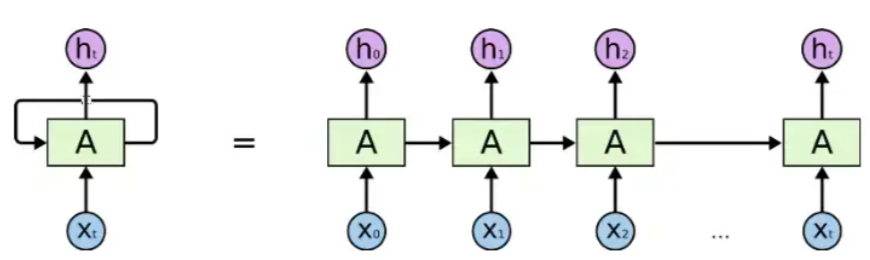 hₜ h₀ h₁ h₂ hₜ
A = A A A A
xₜ x₀ x₁ x₂ ... xₜ